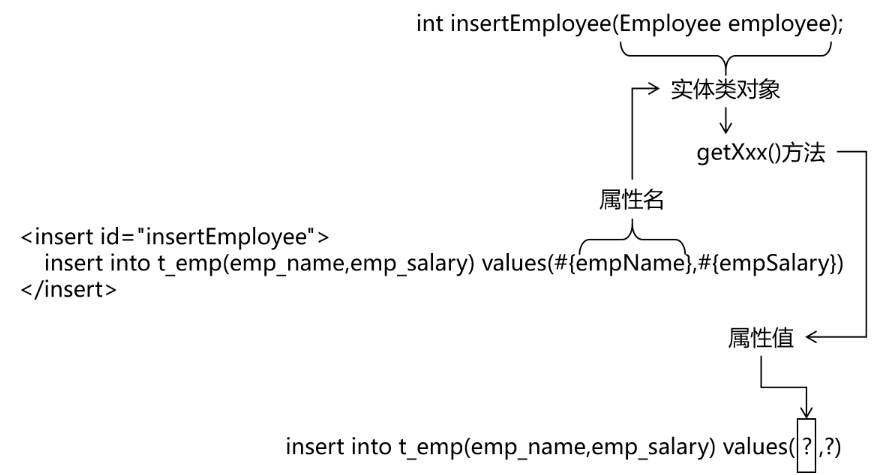 int insertEmployee(Employee employee);
实体类对象
getXxx()方法
属性名
<insert id="insertEmployee">
insert into t_emp(emp_name,emp_salary) values(#{empName},#{empSalary})
</insert>
属性值
insert into t_emp(emp_name,emp_salary) values(?,?)